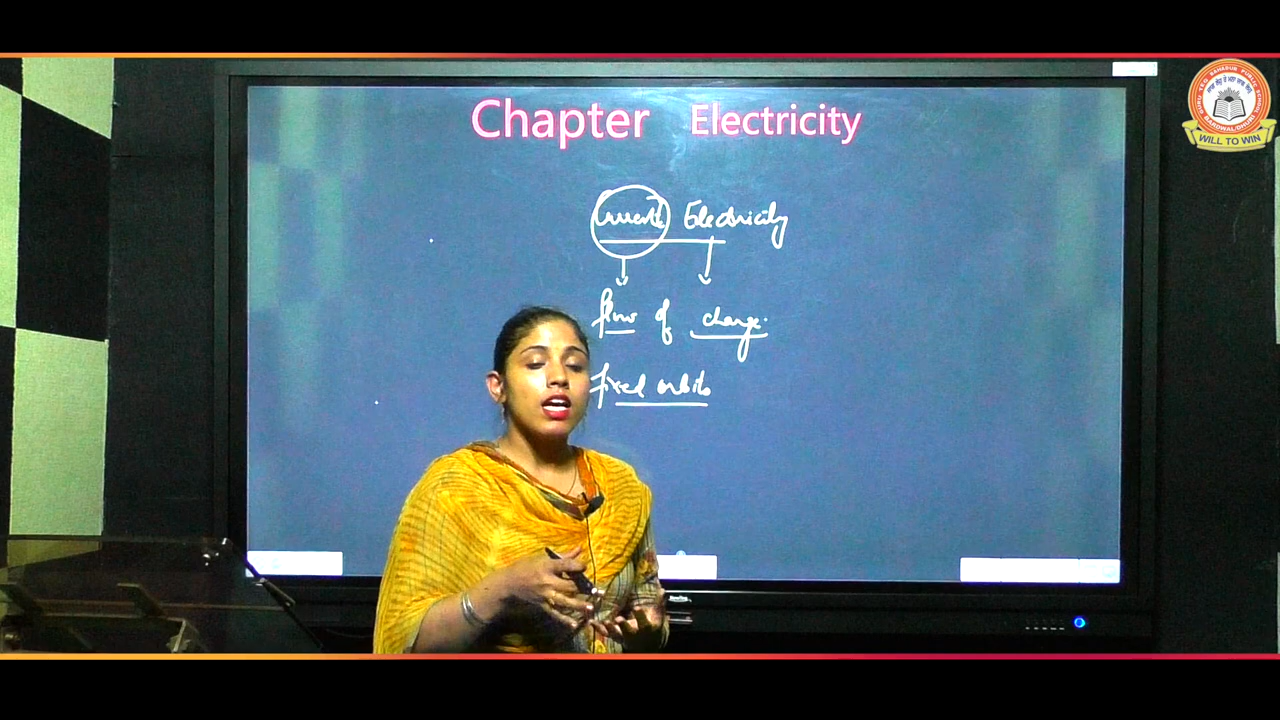 Chapter Electricity
Current Electricity
flow of charge.
fixed orbits
WILL TO WIN